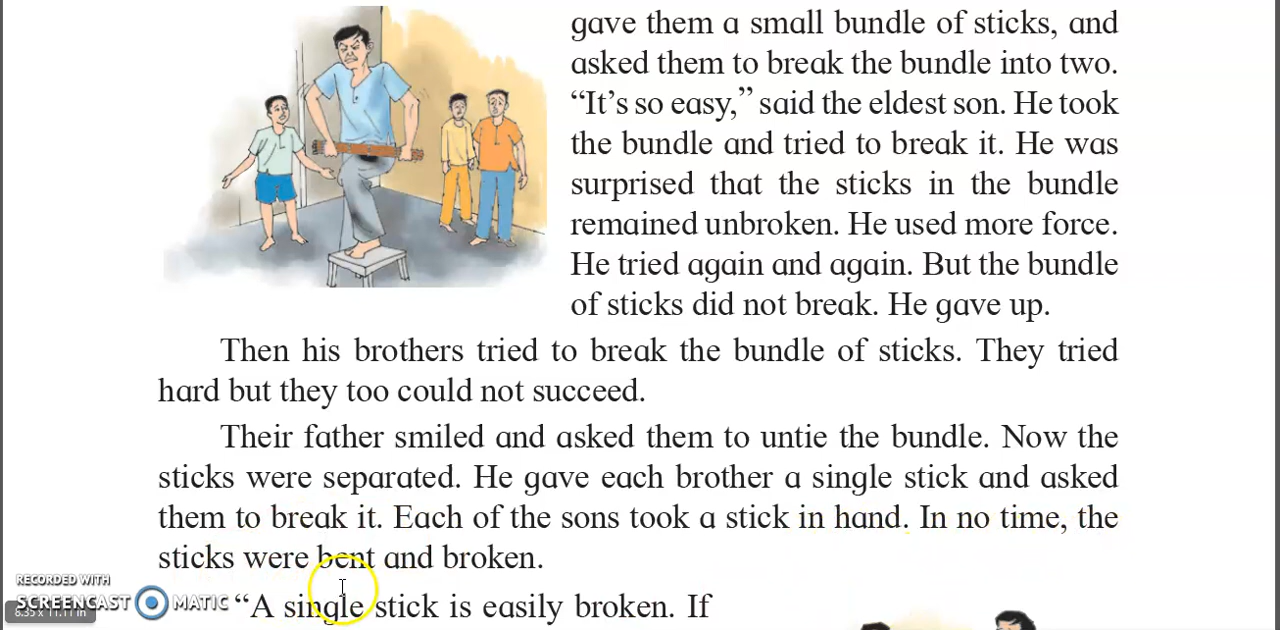 gave them a small bundle of sticks, and
asked them to break the bundle into two.
“It’s so easy,” said the eldest son. He took
the bundle and tried to break it. He was
surprised that the sticks in the bundle
remained unbroken. He used more force.
He tried again and again. But the bundle
of sticks did not break. He gave up.
Then his brothers tried to break the bundle of sticks. They tried
hard but they too could not succeed.
Their father smiled and asked them to untie the bundle. Now the
sticks were separated. He gave each brother a single stick and asked
them to break it. Each of the sons took a stick in hand. In no time, the
sticks were bent and broken.
“A single stick is easily broken. If
RECORDED WITH
SCREENCAST MATIC
8.35 x 11.11 in